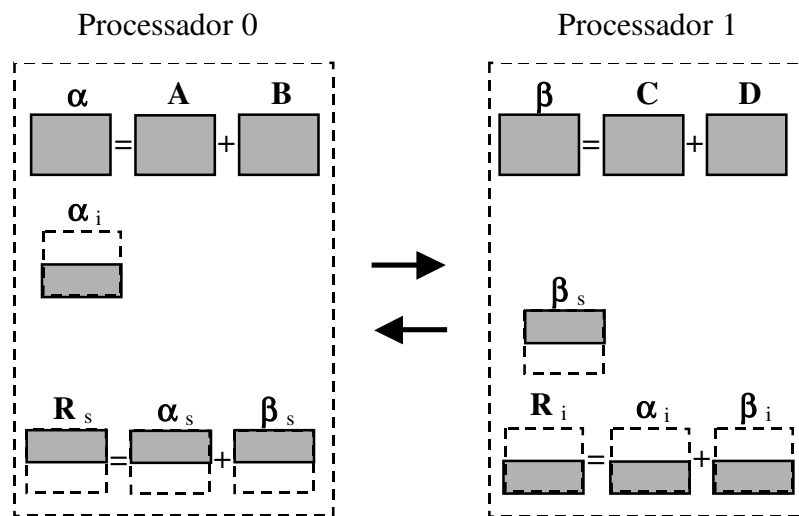 Processador 0
Processador 1
α A B
= +
β C D
= +
α i
β s
R s α s β s
= +
R i α i β i
= +